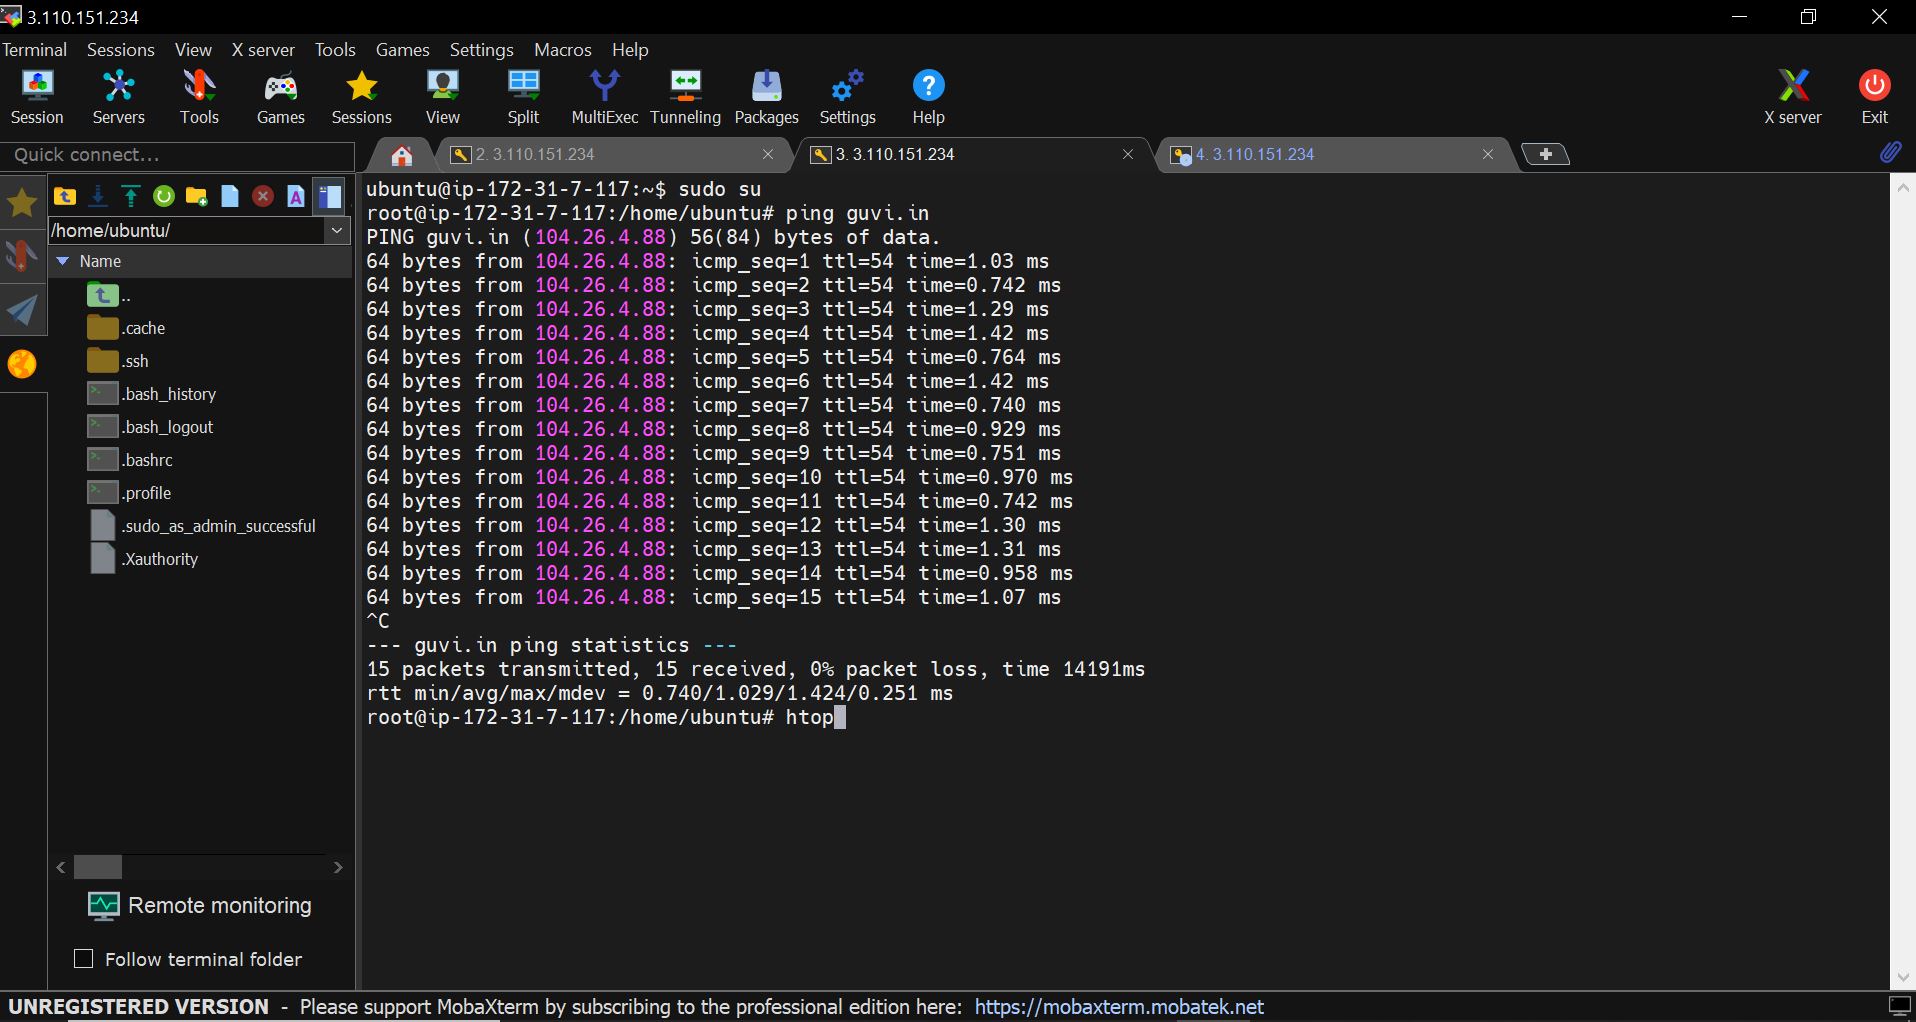 3.110.151.234
Terminal Sessions View X server Tools Games Settings Macros Help
Session Servers Tools Games Sessions View Split MultiExec Tunneling Packages Settings Help X server Exit
Quick connect...
2. 3.110.151.234
3. 3.110.151.234
4. 3.110.151.234
/home/ubuntu/
Name
..
.cache
.ssh
.bash_history
.bash_logout
.bashrc
.profile
.sudo_as_admin_successful
.Xauthority
Remote monitoring
Follow terminal folder
ubuntu@ip-172-31-7-117:~$ sudo su
root@ip-172-31-7-117:/home/ubuntu# ping guvi.in
PING guvi.in (104.26.4.88) 56(84) bytes of data.
64 bytes from 104.26.4.88: icmp_seq=1 ttl=54 time=1.03 ms
64 bytes from 104.26.4.88: icmp_seq=2 ttl=54 time=0.742 ms
64 bytes from 104.26.4.88: icmp_seq=3 ttl=54 time=1.29 ms
64 bytes from 104.26.4.88: icmp_seq=4 ttl=54 time=1.42 ms
64 bytes from 104.26.4.88: icmp_seq=5 ttl=54 time=0.764 ms
64 bytes from 104.26.4.88: icmp_seq=6 ttl=54 time=1.42 ms
64 bytes from 104.26.4.88: icmp_seq=7 ttl=54 time=0.740 ms
64 bytes from 104.26.4.88: icmp_seq=8 ttl=54 time=0.929 ms
64 bytes from 104.26.4.88: icmp_seq=9 ttl=54 time=0.751 ms
64 bytes from 104.26.4.88: icmp_seq=10 ttl=54 time=0.970 ms
64 bytes from 104.26.4.88: icmp_seq=11 ttl=54 time=0.742 ms
64 bytes from 104.26.4.88: icmp_seq=12 ttl=54 time=1.30 ms
64 bytes from 104.26.4.88: icmp_seq=13 ttl=54 time=1.31 ms
64 bytes from 104.26.4.88: icmp_seq=14 ttl=54 time=0.958 ms
64 bytes from 104.26.4.88: icmp_seq=15 ttl=54 time=1.07 ms
^C
--- guvi.in ping statistics ---
15 packets transmitted, 15 received, 0% packet loss, time 14191ms
rtt min/avg/max/mdev = 0.740/1.029/1.424/0.251 ms
root@ip-172-31-7-117:/home/ubuntu# htop
UNREGISTERED VERSION - Please support MobaXterm by subscribing to the professional edition here: https://mobaxterm.mobatek.net